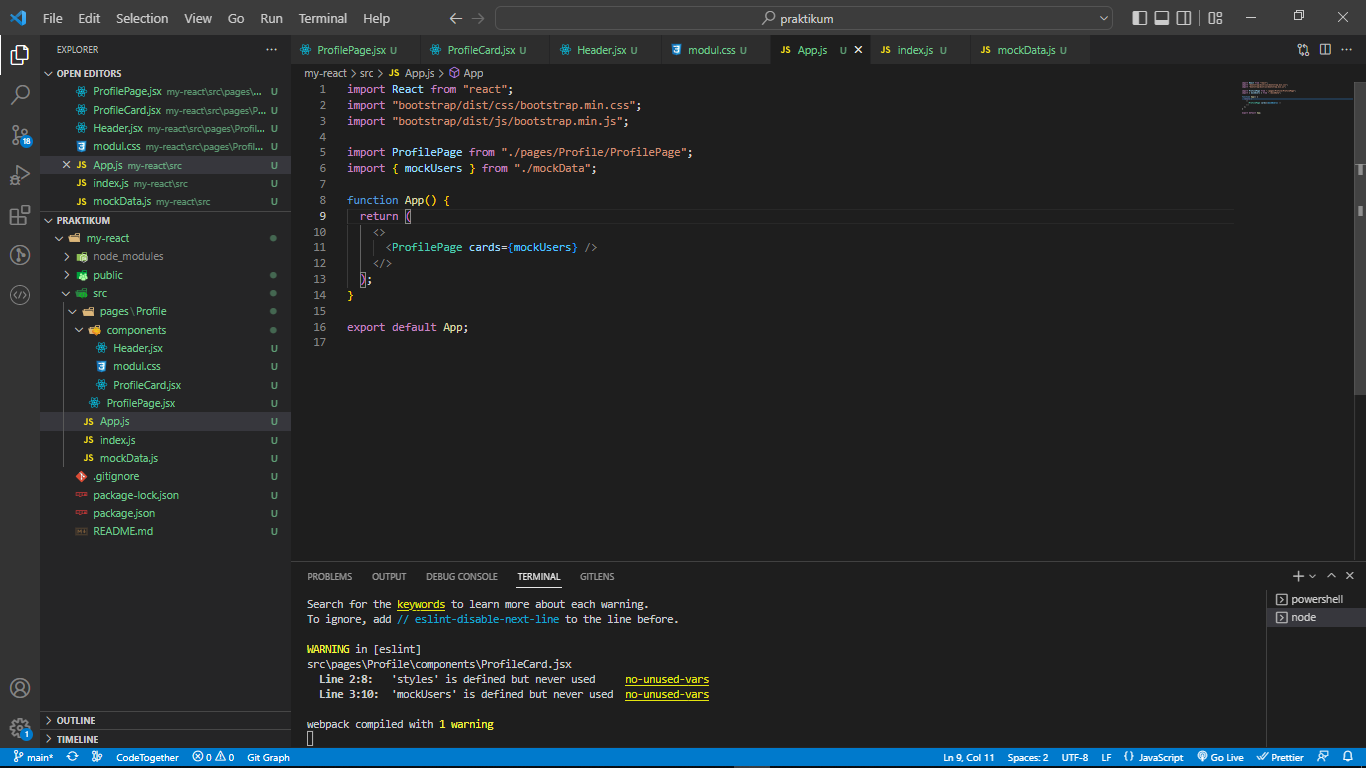 File Edit Selection View Go Run Terminal Help
praktikum
EXPLORER
OPEN EDITORS
ProfilePage.jsx my-react\src\pages\... U
ProfileCard.jsx my-react\src\pages\P... U
Header.jsx my-react\src\pages\Profil... U
modul.css my-react\src\pages\Profil... U
App.js my-react\src U
index.js my-react\src U
mockData.js my-react\src U
PRAKTIKUM
my-react
node_modules
public
src
pages\Profile
components
Header.jsx U
modul.css U
ProfileCard.jsx U
ProfilePage.jsx U
JS App.js U
JS index.js U
JS mockData.js U
.gitignore U
package-lock.json U
package.json U
README.md U
OUTLINE
TIMELINE
18
1
ProfilePage.jsx U ProfileCard.jsx U Header.jsx U modul.css U JS App.js U JS index.js U JS mockData.js U
my-react > src > JS App.js > App
1 import React from "react";
2 import "bootstrap/dist/css/bootstrap.min.css";
3 import "bootstrap/dist/js/bootstrap.min.js";
4
5 import ProfilePage from "./pages/Profile/ProfilePage";
6 import { mockUsers } from "./mockData";
7
8 function App() {
9 return (
10 <>
11 <ProfilePage cards={mockUsers} />
12 </>
13 );
14 }
15
16 export default App;
17
PROBLEMS OUTPUT DEBUG CONSOLE TERMINAL GITLENS
Search for the keywords to learn more about each warning.
To ignore, add // eslint-disable-next-line to the line before.
WARNING in [eslint]
src\pages\Profile\components\ProfileCard.jsx
Line 2:8: 'styles' is defined but never used no-unused-vars
Line 3:10: 'mockUsers' is defined but never used no-unused-vars
webpack compiled with 1 warning
powershell
node
main* CodeTogether 0 0 Git Graph Ln 9, Col 11 Spaces: 2 UTF-8 LF {} JavaScript Go Live Prettier